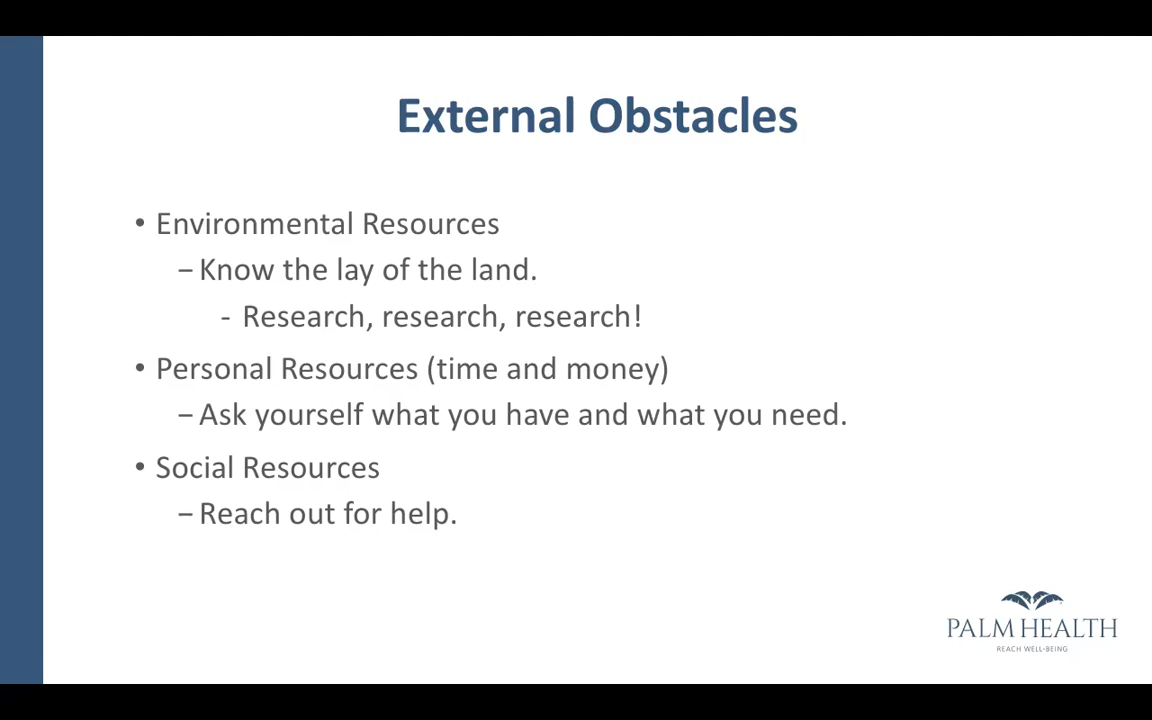 External Obstacles
• Environmental Resources
– Know the lay of the land.
- Research, research, research!
• Personal Resources (time and money)
– Ask yourself what you have and what you need.
• Social Resources
– Reach out for help.
PALM HEALTH
REACH WELL-BEING